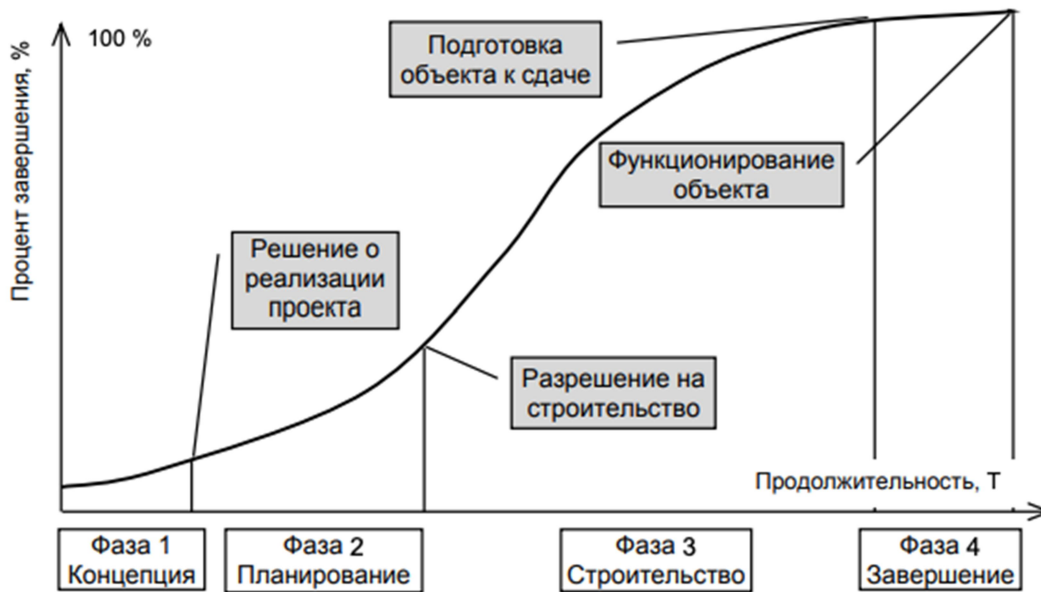 Процент завершения, %
100 %
Подготовка
объекта к сдаче
Функционирование
объекта
Решение о
реализации
проекта
Разрешение на
строительство
Продолжительность, Т
Фаза 1
Концепция
Фаза 2
Планирование
Фаза 3
Строительство
Фаза 4
Завершение